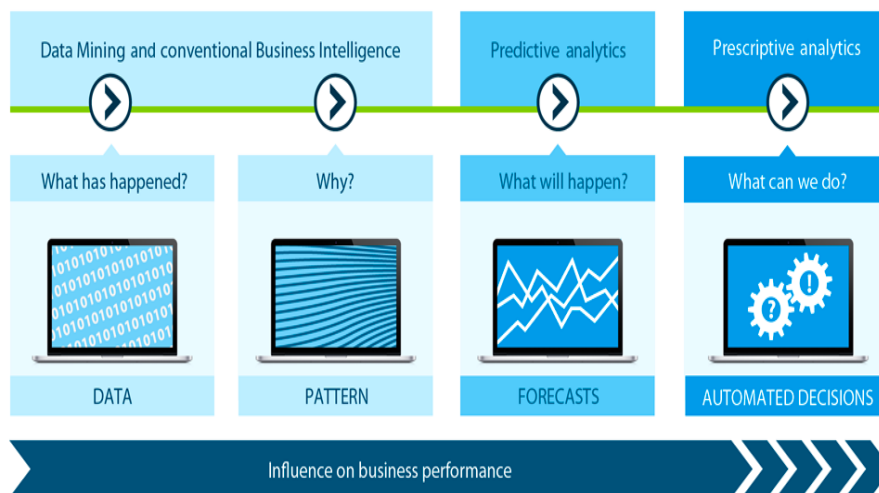 Data Mining and conventional Business Intelligence
Predictive analytics
Prescriptive analytics
What has happened?
Why?
What will happen?
What can we do?
101010101010101010
?
!
DATA
PATTERN
FORECASTS
AUTOMATED DECISIONS
Influence on business performance